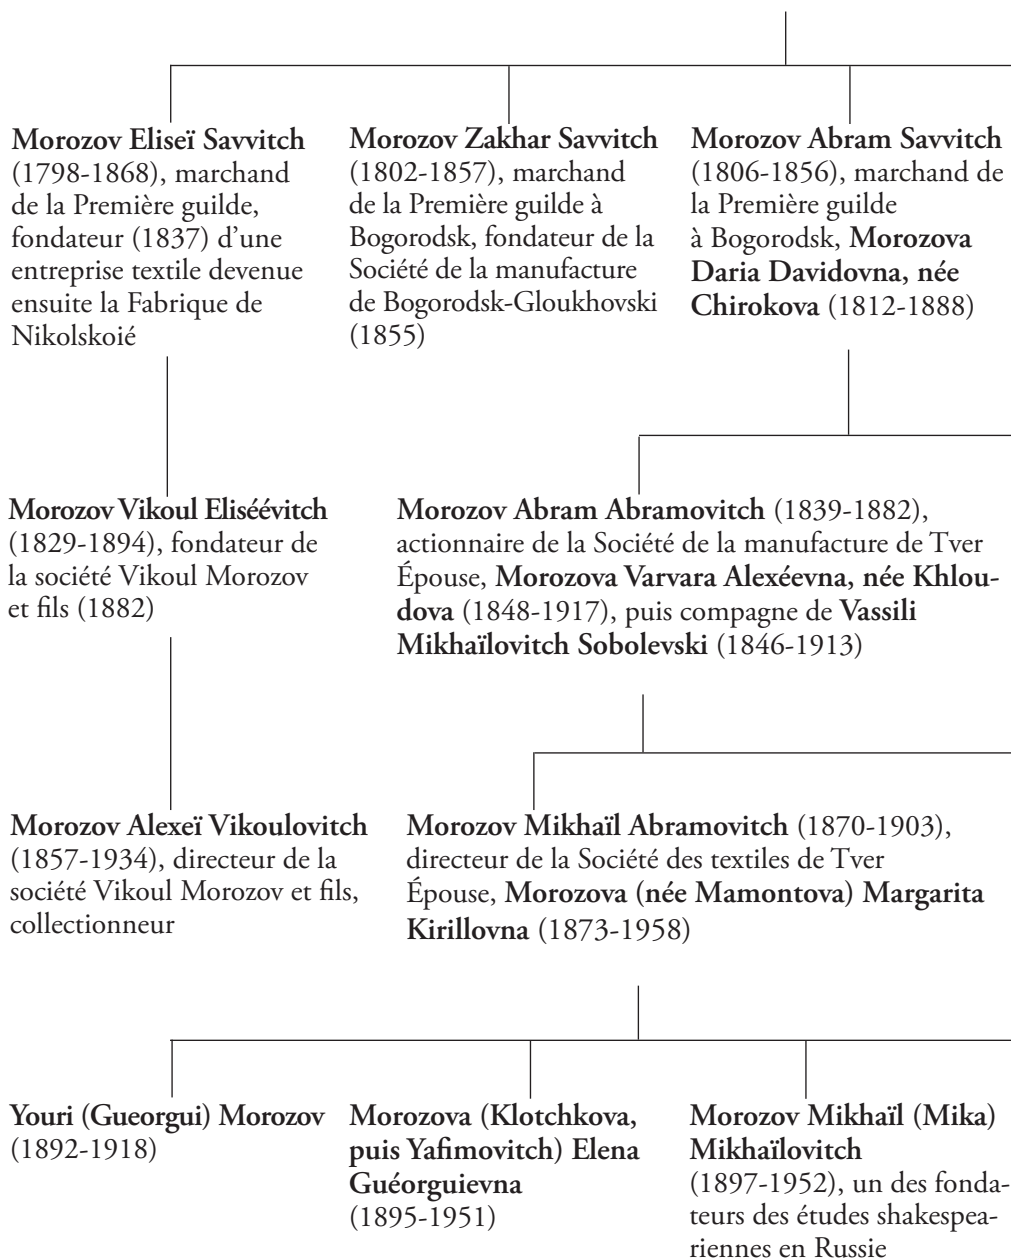 Morozov Eliseï Savvitch
(1798-1868), marchand
de la Première guilde,
fondateur (1837) d’une
entreprise textile devenue
ensuite la Fabrique de
Nikolskoié
Morozov Zakhar Savvitch
(1802-1857), marchand
de la Première guilde à
Bogorodsk, fondateur de la
Société de la manufacture
de Bogorodsk-Gloukhovski
(1855)
Morozov Abram Savvitch
(1806-1856), marchand de
la Première guilde
à Bogorodsk, Morozova
Daria Davidovna, née
Chirokova (1812-1888)
Morozov Vikoul Eliséévitch
(1829-1894), fondateur de
la société Vikoul Morozov
et fils (1882)
Morozov Abram Abramovitch (1839-1882),
actionnaire de la Société de la manufacture de Tver
Épouse, Morozova Varvara Alexéevna, née Khlou-
dova (1848-1917), puis compagne de Vassili
Mikhaïlovitch Sobolevski (1846-1913)
Morozov Alexeï Vikoulovitch
(1857-1934), directeur de la
société Vikoul Morozov et fils,
collectionneur
Morozov Mikhaïl Abramovitch (1870-1903),
directeur de la Société des textiles de Tver
Épouse, Morozova (née Mamontova) Margarita
Kirillovna (1873-1958)
Youri (Gueorgui) Morozov
(1892-1918)
Morozova (Klotchkova,
puis Yafimovitch) Elena
Guéorguievna
(1895-1951)
Morozov Mikhaïl (Mika)
Mikhaïlovitch
(1897-1952), un des fonda-
teurs des études shakespea-
riennes en Russie